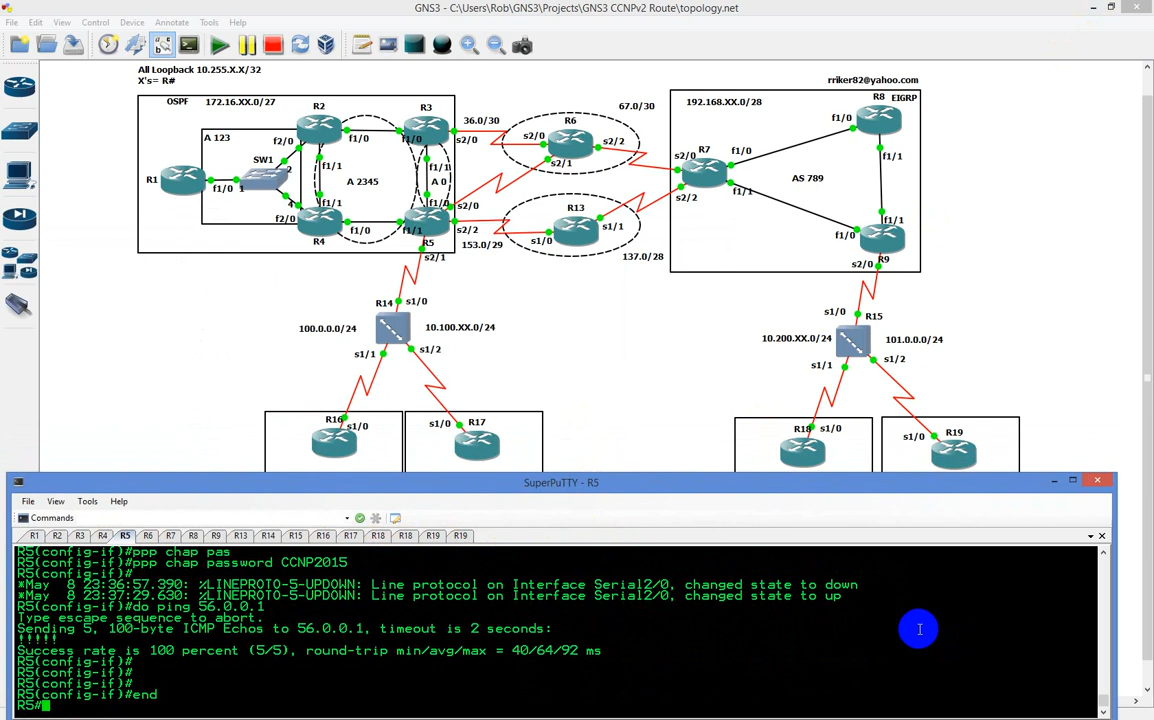 GNS3 - C:\Users\Rob\GNS3\Projects\GNS3 CCNPv2 Route\topology.net
File Edit View Control Device Annotate Tools Help
All Loopback 10.255.X.X/32
X's= R#
rriker82@yahoo.com
OSPF 172.16.XX.0/27
A 123
R1
f1/0 1
SW1
2
4
R2
f2/0
f1/0
f1/1
f1/1
f2/0
f1/0
R4
A 2345
R3
f1/0
s2/0
f1/1
A 0
f1/0
f1/1
s2/0
s2/2
R5
s2/1
36.0/30
67.0/30
R6
s2/0
s2/2
s2/1
R13
s1/1
s1/0
153.0/29
137.0/28
192.168.XX.0/28
R8 EIGRP
f1/0
f1/1
R7
s2/0
f1/0
f1/1
s2/2
AS 789
f1/1
f1/0
R9
s2/0
R14
s1/0
100.0.0.0/24
10.100.XX.0/24
s1/1
s1/2
R15
s1/0
10.200.XX.0/24
101.0.0.0/24
s1/1
s1/2
R16
s1/0
s1/0
R17
R18
s1/0
s1/0
R19
SuperPuTTY - R5
File View Tools Help
Commands
R1 R2 R3 R4 R5 R6 R7 R8 R9 R13 R14 R15 R16 R17 R18 R18 R19 R19
R5(config-if)#ppp chap pas
R5(config-if)#ppp chap password CCNP2015
R5(config-if)#
*May  8 23:36:57.390: %LINEPROTO-5-UPDOWN: Line protocol on Interface Serial2/0, changed state to down
*May  8 23:37:29.630: %LINEPROTO-5-UPDOWN: Line protocol on Interface Serial2/0, changed state to up
R5(config-if)#do ping 56.0.0.1
Type escape sequence to abort.
Sending 5, 100-byte ICMP Echos to 56.0.0.1, timeout is 2 seconds:
!!!!!
Success rate is 100 percent (5/5), round-trip min/avg/max = 40/64/92 ms
R5(config-if)#
R5(config-if)#
R5(config-if)#
R5(config-if)#end
R5#